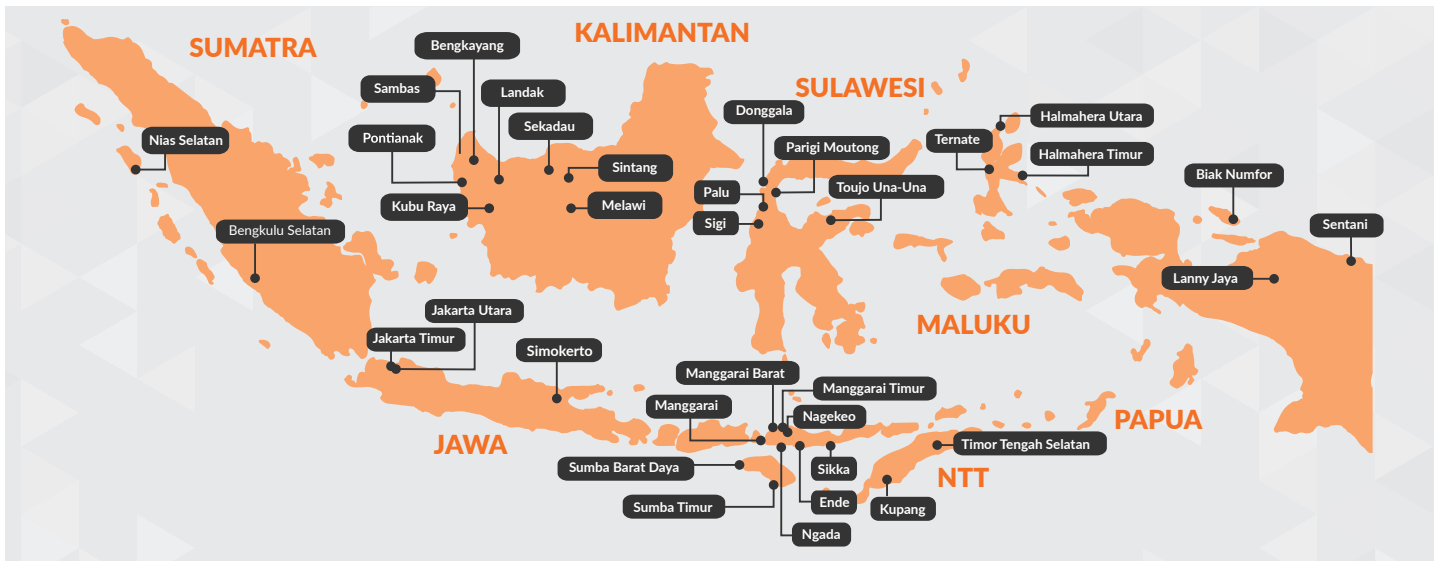 KALIMANTAN
SUMATRA
Bengkayang
Sambas
Landak
SULAWESI
Donggala
Halmahera Utara
Sekadau
Nias Selatan
Pontianak
Parigi Moutong
Ternate
Halmahera Timur
Sintang
Biak Numfor
Palu
Toujo Una-Una
Kubu Raya
Melawi
Sigi
Sentani
Bengkulu Selatan
Lanny Jaya
Jakarta Utara
MALUKU
Jakarta Timur
Simokerto
Manggarai Barat
Manggarai Timur
Manggarai
Nagekeo
PAPUA
JAWA
Timor Tengah Selatan
Sumba Barat Daya
Sikka
NTT
Sumba Timur
Ende
Kupang
Ngada